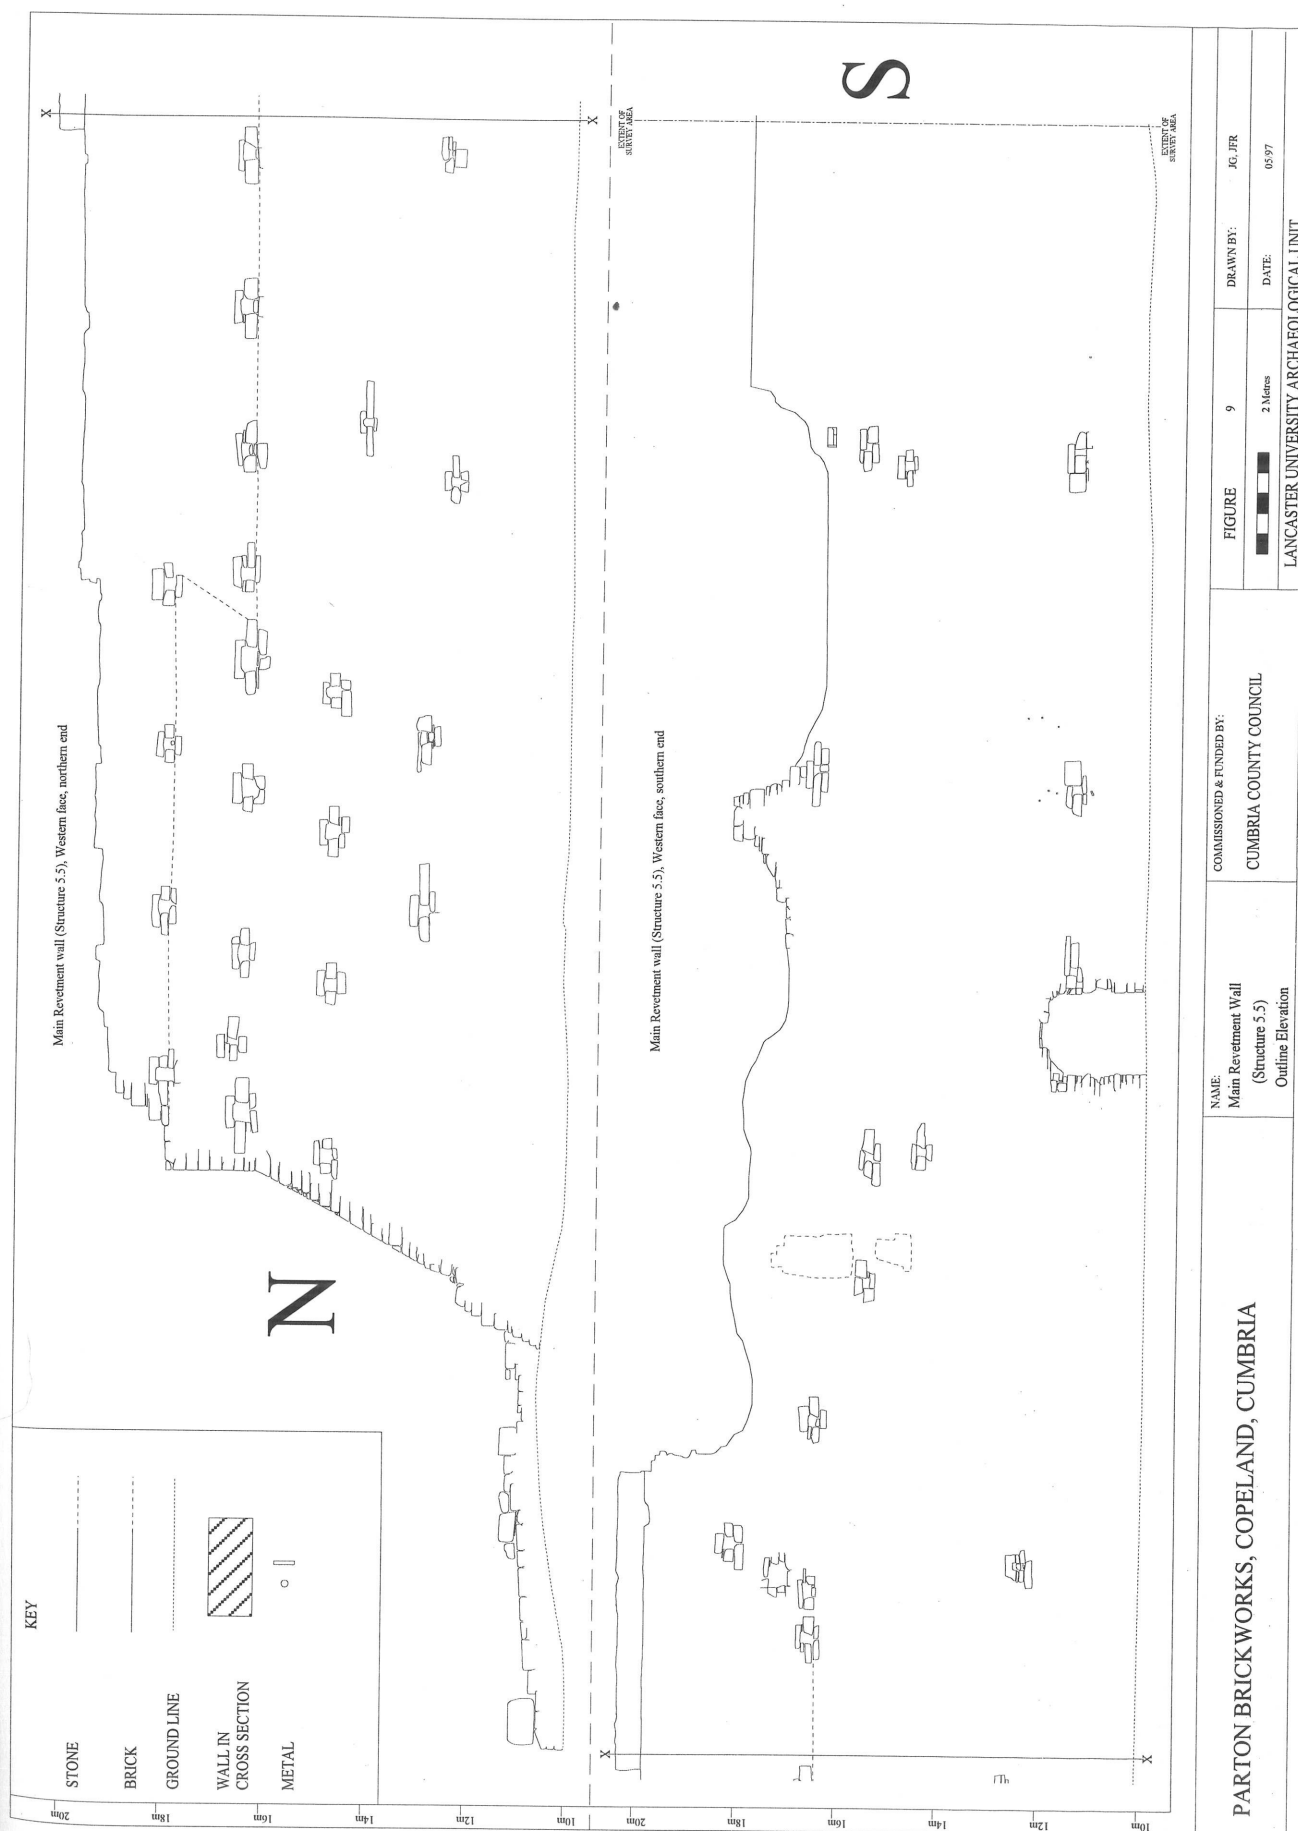 KEY
STONE
BRICK
GROUND LINE
WALL IN
CROSS SECTION
METAL
20m
18m
16m
14m
12m
10m
Main Revetment wall (Structure 5.5), Western face, northern end
N
X
X
EXTENT OF
SURVEY AREA
20m
18m
16m
14m
12m
10m
Main Revetment wall (Structure 5.5), Western face, southern end
S
X
X
EXTENT OF
SURVEY AREA
PARTON BRICKWORKS, COPELAND, CUMBRIA
NAME:
Main Revetment Wall
(Structure 5.5)
Outline Elevation
COMMISSIONED & FUNDED BY:
CUMBRIA COUNTY COUNCIL
FIGURE 9
2 Metres
DRAWN BY: JG, JFR
DATE: 05/97
LANCASTER UNIVERSITY ARCHAEOLOGICAL UNIT